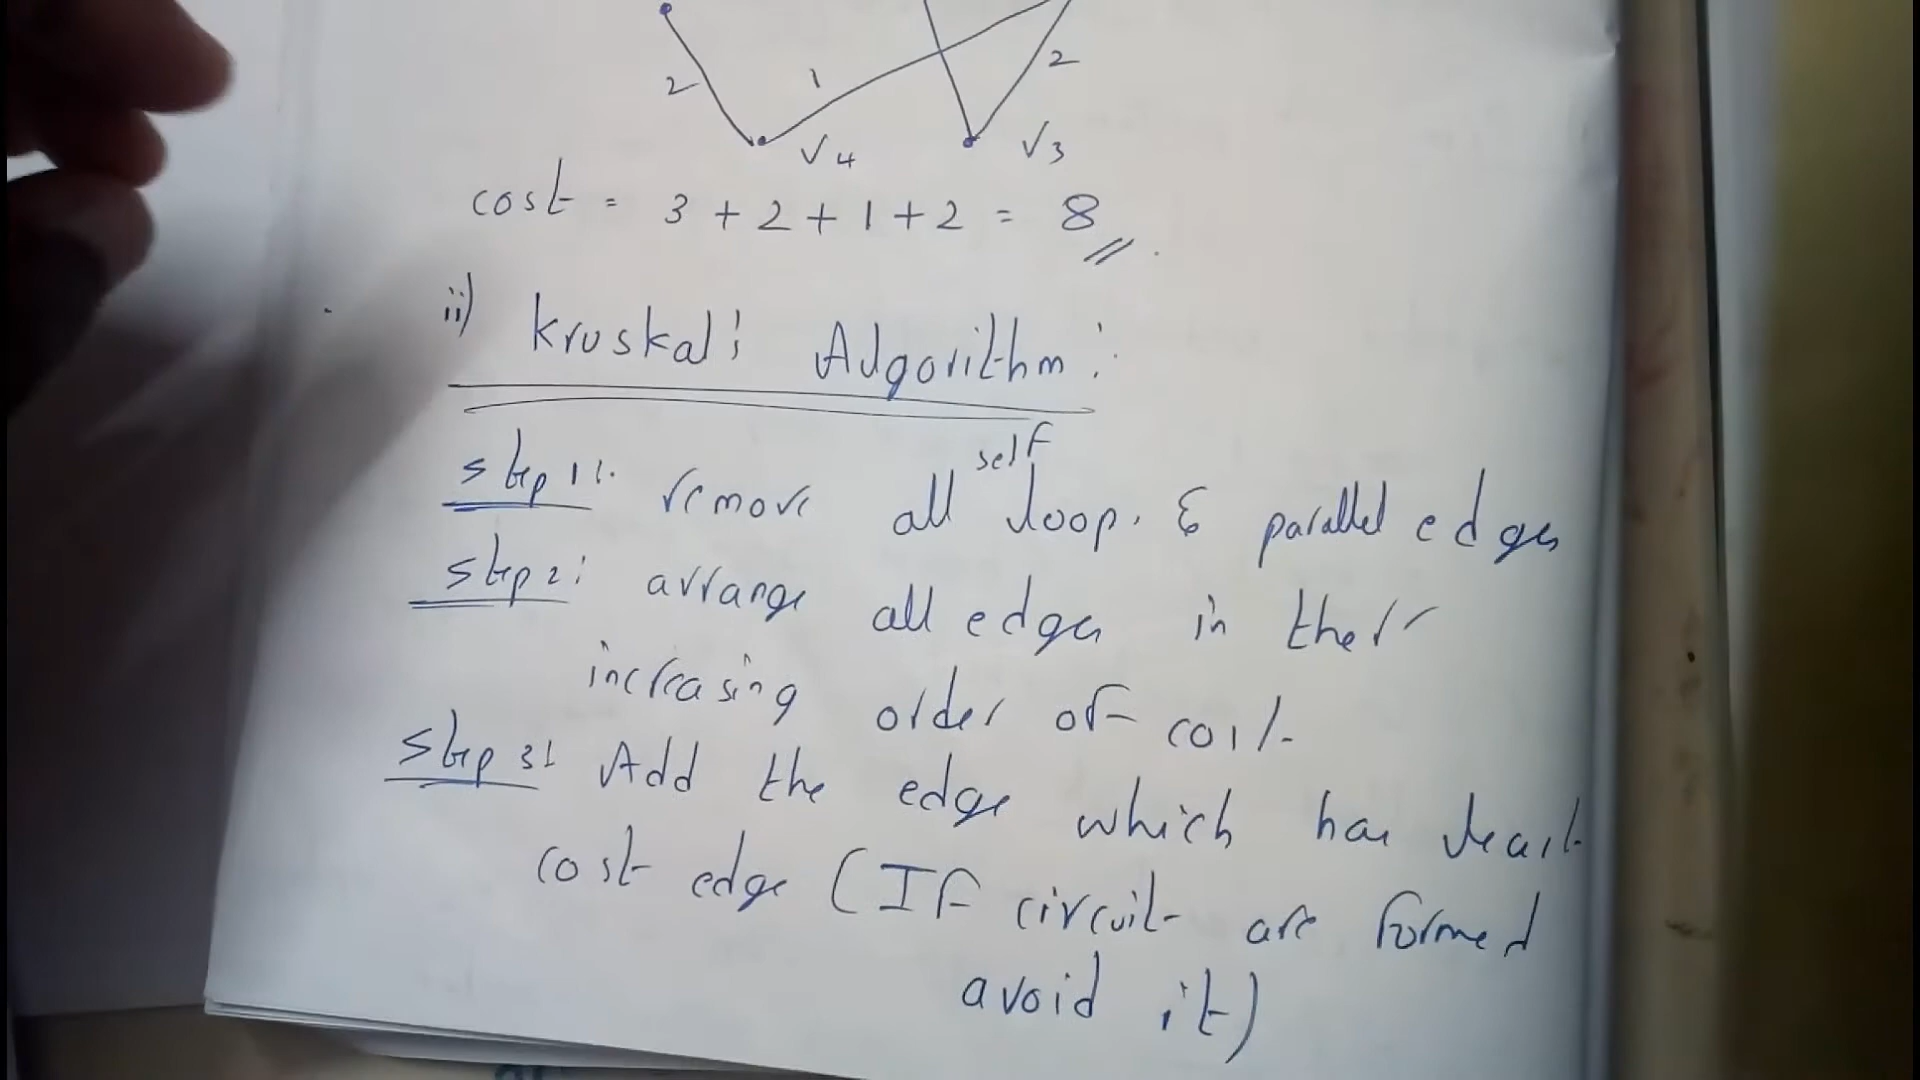 2 1 2
V4 V3
cost = 3 + 2 + 1 + 2 = 8
ii) kruskal's Algorithm:
step 1: remove all self loop. & parallel edges
step 2: arrange all edges in their
increasing order of cost
step 3: Add the edge which has least
cost edge (If circuit are formed
avoid it)